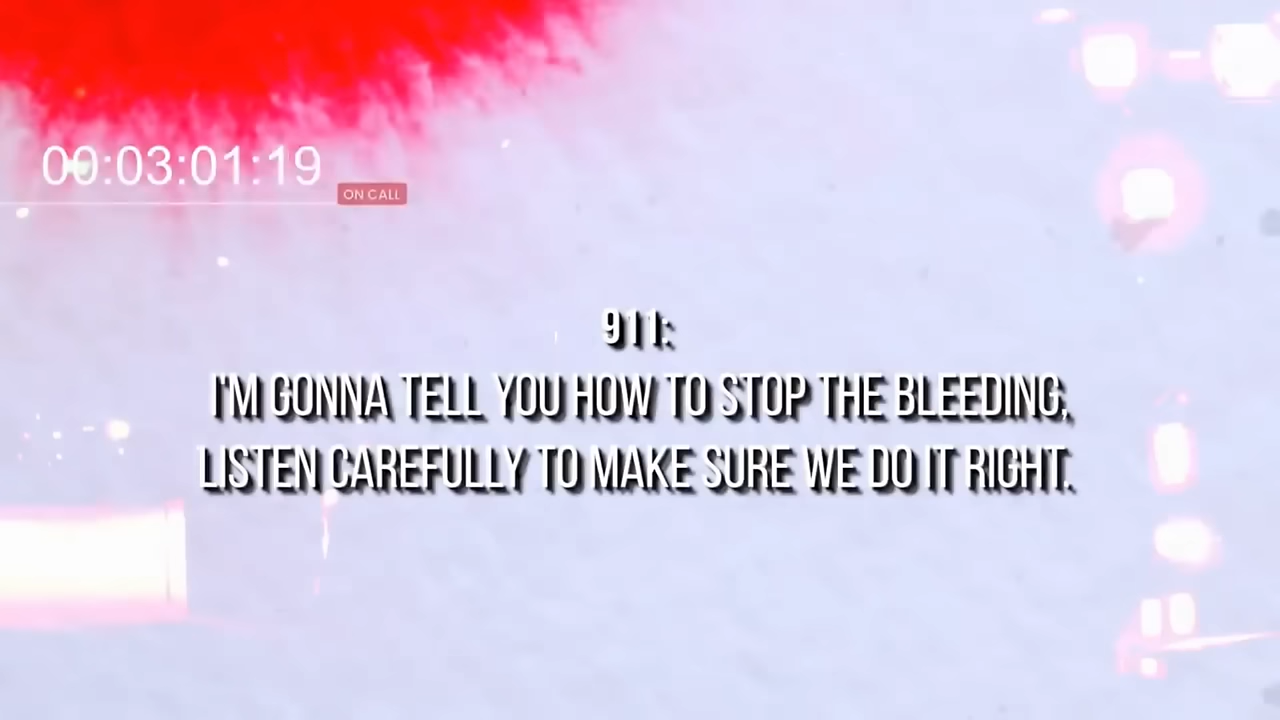 00:03:01:19
ON CALL
911:
I'M GONNA TELL YOU HOW TO STOP THE BLEEDING,
LISTEN CAREFULLY TO MAKE SURE WE DO IT RIGHT.